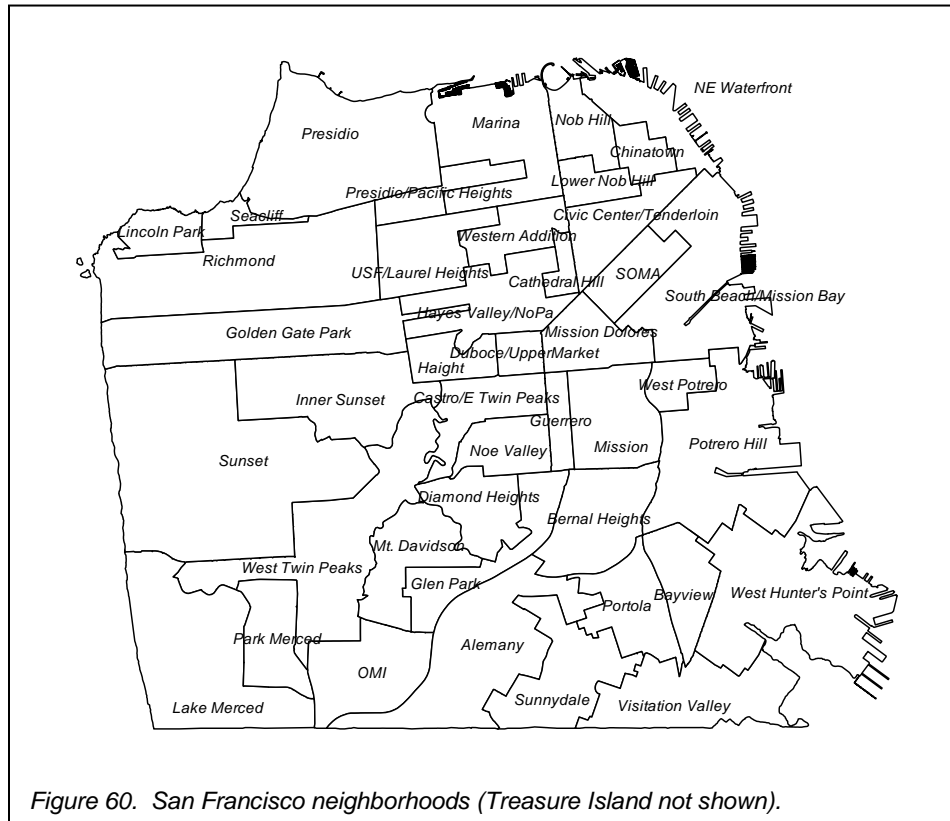 NE Waterfront
Marina
Nob Hill
Presidio
Chinatown
Lower Nob Hill
Presidio/Pacific Heights
Seacliff
Civic Center/Tenderloin
Lincoln Park
Western Addition
Richmond
USF/Laurel Heights
SOMA
Cathedral Hill
South Beach/Mission Bay
Hayes Valley/NoPa
Golden Gate Park
Mission Dolores
Duboce/UpperMarket
Haight
West Potrero
Inner Sunset
Castro/E Twin Peaks
Guerrero
Sunset
Noe Valley
Mission
Potrero Hill
Diamond Heights
Bernal Heights
Mt. Davidson
West Twin Peaks
Glen Park
West Hunter's Point
Portola
Bayview
Park Merced
Alemany
OMI
Sunnydale
Visitation Valley
Lake Merced
Figure 60. San Francisco neighborhoods (Treasure Island not shown).